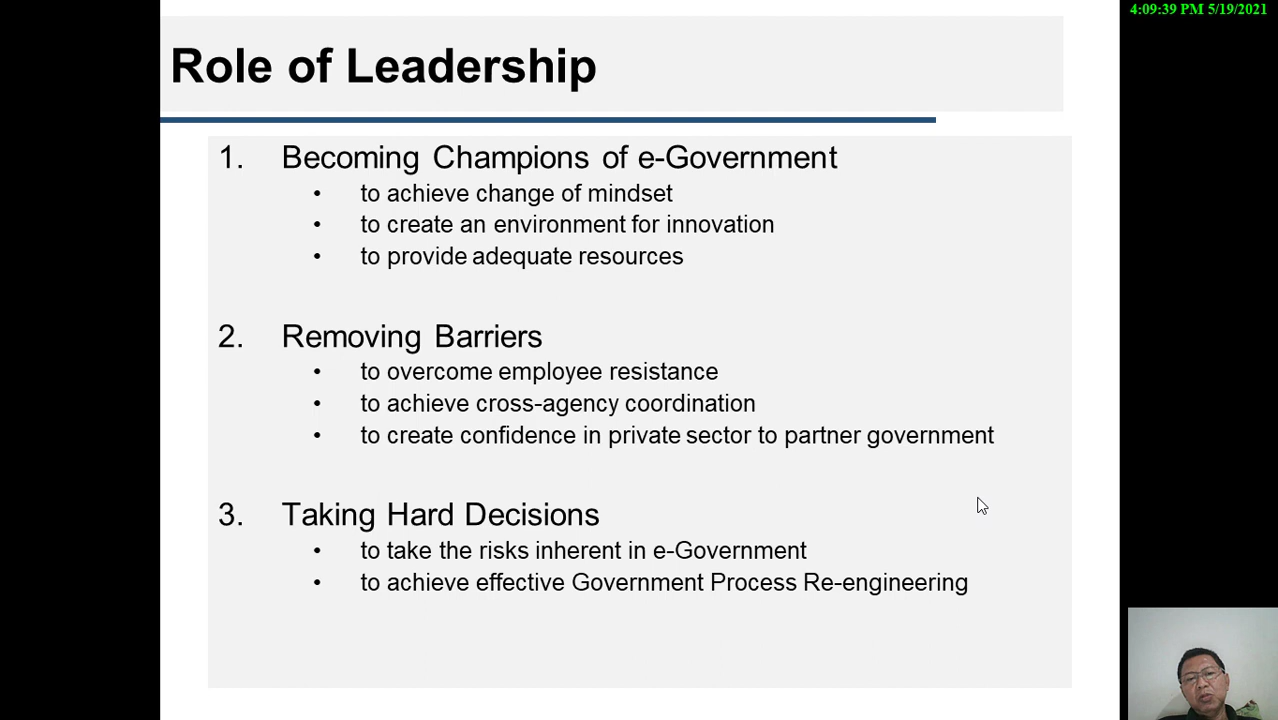 4:09:39 PM 5/19/2021
Role of Leadership
1. Becoming Champions of e-Government
• to achieve change of mindset
• to create an environment for innovation
• to provide adequate resources
2. Removing Barriers
• to overcome employee resistance
• to achieve cross-agency coordination
• to create confidence in private sector to partner government
3. Taking Hard Decisions
• to take the risks inherent in e-Government
• to achieve effective Government Process Re-engineering